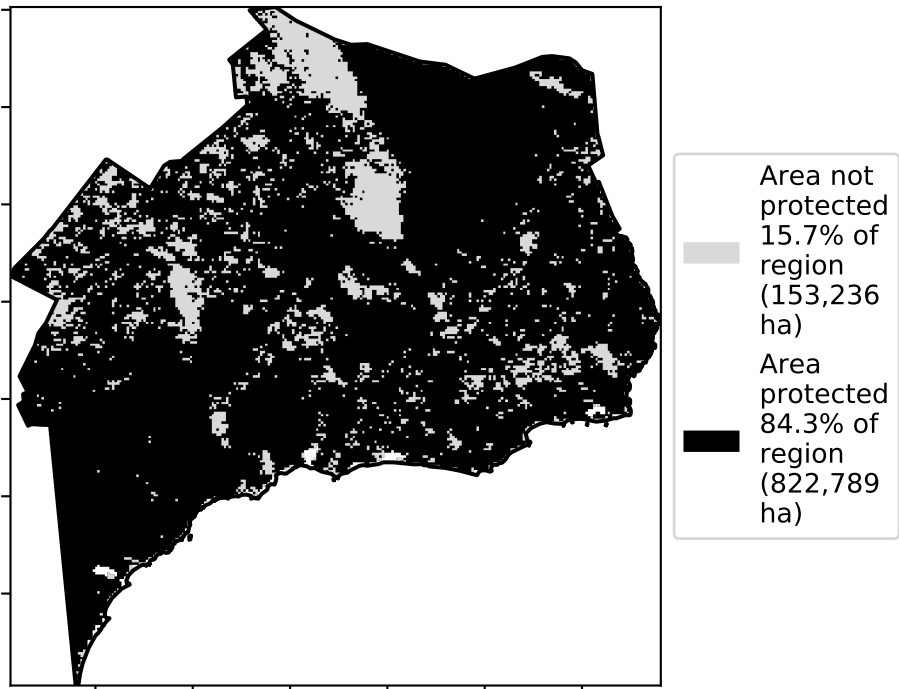 Area not
protected
15.7% of
region
(153,236
ha)
Area
protected
84.3% of
region
(822,789
ha)